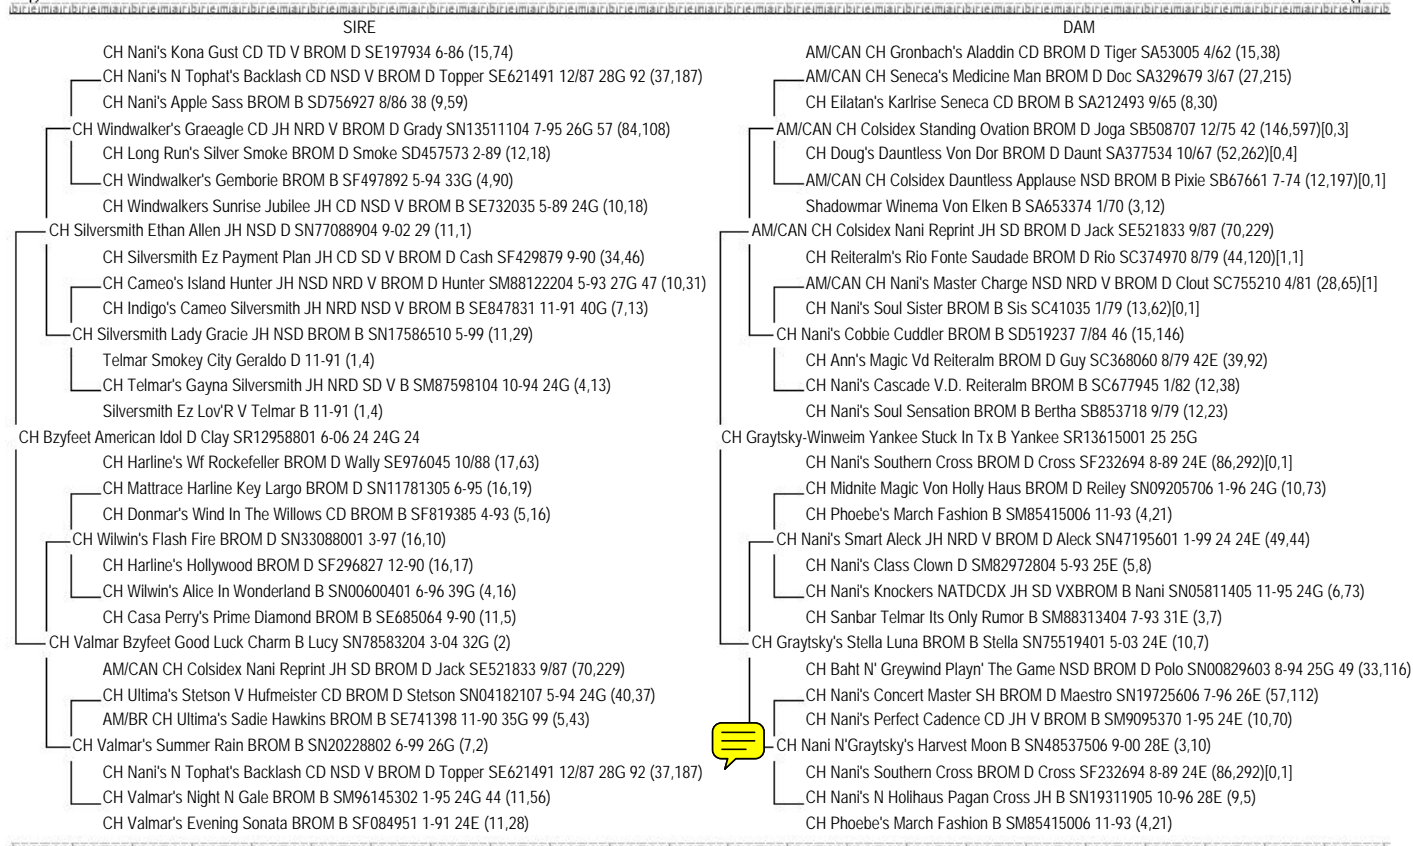 SIRE
CH Nani's Kona Gust CD TD V BROM D SE197934 6-86 (15,74)
CH Nani's N Tophat's Backlash CD NSD V BROM D Topper SE621491 12/87 28G 92 (37,187)
CH Nani's Apple Sass BROM B SD756927 8/86 38 (9,59)
CH Windwalker's Graeagle CD JH NRD V BROM D Grady SN13511104 7-95 26G 57 (84,108)
CH Long Run's Silver Smoke BROM D Smoke SD457573 2-89 (12,18)
CH Windwalker's Gemborie BROM B SF497892 5-94 33G (4,90)
CH Windwalkers Sunrise Jubilee JH CD NSD V BROM B SE732035 5-89 24G (10,18)
CH Silversmith Ethan Allen JH NSD D SN77088904 9-02 29 (11,1)
CH Silversmith Ez Payment Plan JH CD SD V BROM D Cash SF429879 9-90 (34,46)
CH Cameo's Island Hunter JH NSD NRD V BROM D Hunter SM88122204 5-93 27G 47 (10,31)
CH Indigo's Cameo Silversmith JH NRD NSD V BROM B SE847831 11-91 40G (7,13)
CH Silversmith Lady Gracie JH NSD BROM B SN17586510 5-99 (11,29)
Telmar Smokey City Geraldo D 11-91 (1,4)
CH Telmar's Gayna Silversmith JH NRD SD V B SM87598104 10-94 24G (4,13)
Silversmith Ez Lov'R V Telmar B 11-91 (1,4)
CH Bzyfeet American Idol D Clay SR12958801 6-06 24 24G 24
CH Harline's Wf Rockefeller BROM D Wally SE976045 10/88 (17,63)
CH Mattrace Harline Key Largo BROM D SN11781305 6-95 (16,19)
CH Donmar's Wind In The Willows CD BROM B SF819385 4-93 (5,16)
CH Wilwin's Flash Fire BROM D SN33088001 3-97 (16,10)
CH Harline's Hollywood BROM D SF296827 12-90 (16,17)
CH Wilwin's Alice In Wonderland B SN00600401 6-96 39G (4,16)
CH Casa Perry's Prime Diamond BROM B SE685064 9-90 (11,5)
CH Valmar Bzyfeet Good Luck Charm B Lucy SN78583204 3-04 32G (2)
AM/CAN CH Colsidex Nani Reprint JH SD BROM D Jack SE521833 9/87 (70,229)
CH Ultima's Stetson V Hufmeister CD BROM D Stetson SN04182107 5-94 24G (40,37)
AM/BR CH Ultima's Sadie Hawkins BROM B SE741398 11-90 35G 99 (5,43)
CH Valmar's Summer Rain BROM B SN20228802 6-99 26G (7,2)
CH Nani's N Tophat's Backlash CD NSD V BROM D Topper SE621491 12/87 28G 92 (37,187)
CH Valmar's Night N Gale BROM B SM96145302 1-95 24G 44 (11,56)
CH Valmar's Evening Sonata BROM B SF084951 1-91 24E (11,28)
DAM
AM/CAN CH Gronbach's Aladdin CD BROM D Tiger SA53005 4/62 (15,38)
AM/CAN CH Seneca's Medicine Man BROM D Doc SA329679 3/67 (27,215)
CH Eilatan's Karlrise Seneca CD BROM B SA212493 9/65 (8,30)
AM/CAN CH Colsidex Standing Ovation BROM D Joga SB508707 12/75 42 (146,597)[0,3]
CH Doug's Dauntless Von Dor BROM D Daunt SA377534 10/67 (52,262)[0,4]
AM/CAN CH Colsidex Dauntless Applause NSD BROM B Pixie SB67661 7-74 (12,197)[0,1]
Shadowmar Winema Von Elken B SA653374 1/70 (3,12)
AM/CAN CH Colsidex Nani Reprint JH SD BROM D Jack SE521833 9/87 (70,229)
CH Reiteralm's Rio Fonte Saudade BROM D Rio SC374970 8/79 (44,120)[1,1]
AM/CAN CH Nani's Master Charge NSD NRD V BROM D Clout SC755210 4/81 (28,65)[1]
CH Nani's Soul Sister BROM B Sis SC41035 1/79 (13,62)[0,1]
CH Nani's Cobbie Cuddler BROM B SD519237 7/84 46 (15,146)
CH Ann's Magic Vd Reiteralm BROM D Guy SC368060 8/79 42E (39,92)
CH Nani's Cascade V.D. Reiteralm BROM B SC677945 1/82 (12,38)
CH Nani's Soul Sensation BROM B Bertha SB853718 9/79 (12,23)
CH Graytsky-Winweim Yankee Stuck In Tx B Yankee SR13615001 25 25G
CH Nani's Southern Cross BROM D Cross SF232694 8-89 24E (86,292)[0,1]
CH Midnite Magic Von Holly Haus BROM D Reiley SN09205706 1-96 24G (10,73)
CH Phoebe's March Fashion B SM85415006 11-93 (4,21)
CH Nani's Smart Aleck JH NRD V BROM D Aleck SN47195601 1-99 24 24E (49,44)
CH Nani's Class Clown D SM82972804 5-93 25E (5,8)
CH Nani's Knockers NATDCDX JH SD VXBROM B Nani SN05811405 11-95 24G (6,73)
CH Sanbar Telmar Its Only Rumor B SM88313404 7-93 31E (3,7)
CH Graytsky's Stella Luna BROM B Stella SN75519401 5-03 24E (10,7)
CH Baht N' Greywind Playn' The Game NSD BROM D Polo SN00829603 8-94 25G 49 (33,116)
CH Nani's Concert Master SH BROM D Maestro SN19725606 7-96 26E (57,112)
CH Nani's Perfect Cadence CD JH V BROM B SM9095370 1-95 24E (10,70)
CH Nani N'Graytsky's Harvest Moon B SN48537506 9-00 28E (3,10)
CH Nani's Southern Cross BROM D Cross SF232694 8-89 24E (86,292)[0,1]
CH Nani's N Holihaus Pagan Cross JH B SN19311905 10-96 28E (9,5)
CH Phoebe's March Fashion B SM85415006 11-93 (4,21)